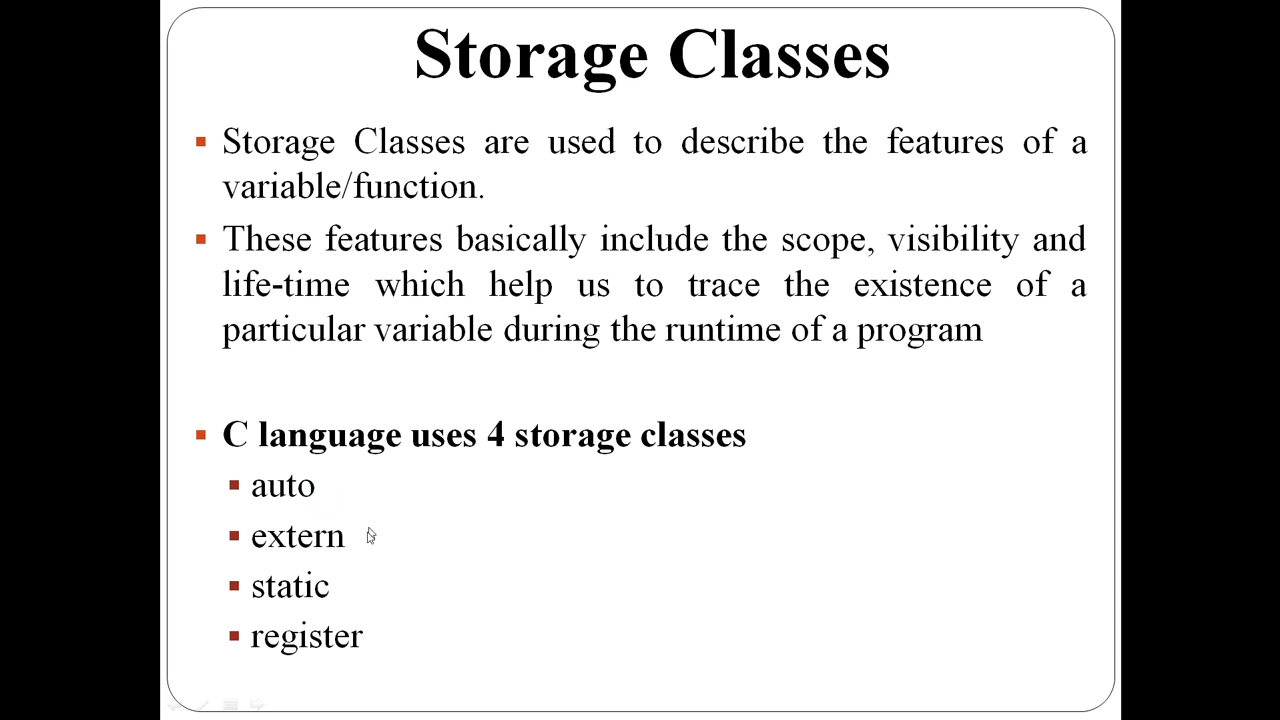 Storage Classes
Storage Classes are used to describe the features of a
variable/function.
These features basically include the scope, visibility and
life-time which help us to trace the existence of a
particular variable during the runtime of a program
C language uses 4 storage classes
auto
extern
static
register